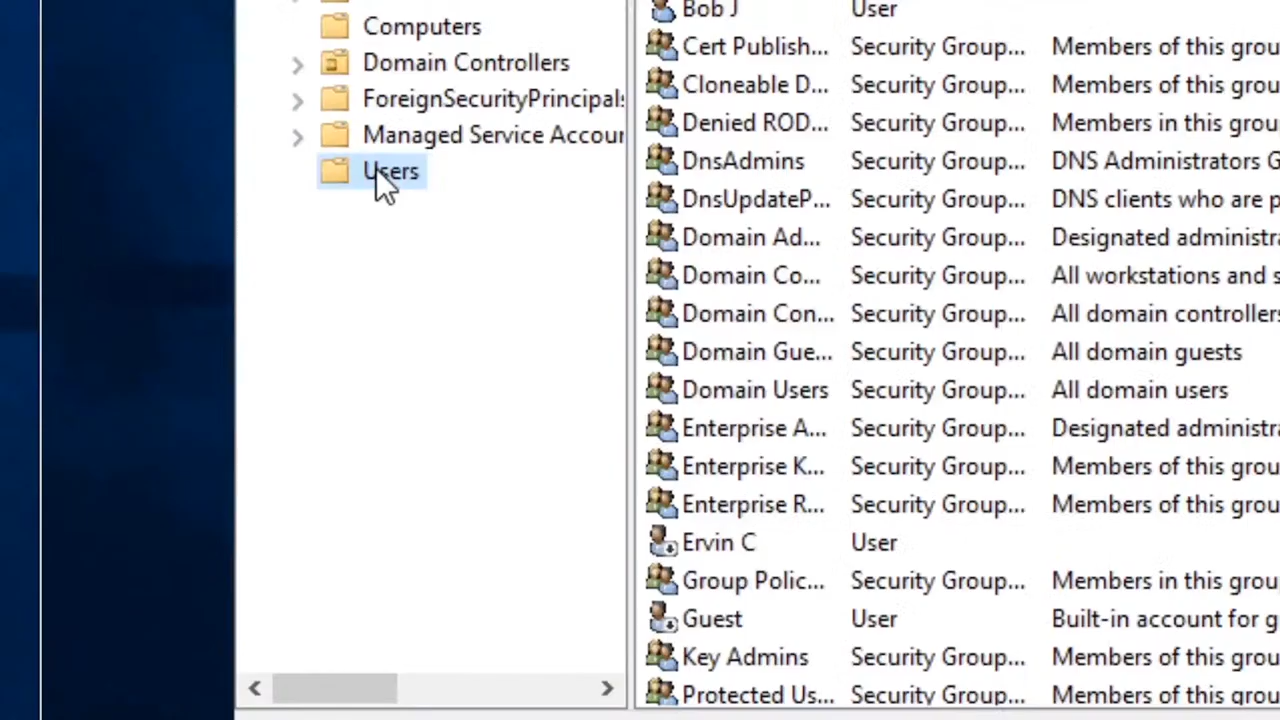 Computers
Domain Controllers
ForeignSecurityPrincipals
Managed Service Accoun
Users
Bob J User
Cert Publish... Security Group... Members of this grou
Cloneable D... Security Group... Members of this grou
Denied ROD... Security Group... Members in this grou
DnsAdmins Security Group... DNS Administrators G
DnsUpdateP... Security Group... DNS clients who are p
Domain Ad... Security Group... Designated administra
Domain Co... Security Group... All workstations and s
Domain Con... Security Group... All domain controllers
Domain Gue... Security Group... All domain guests
Domain Users Security Group... All domain users
Enterprise A... Security Group... Designated administra
Enterprise K... Security Group... Members of this grou
Enterprise R... Security Group... Members of this grou
Ervin C User
Group Polic... Security Group... Members in this grou
Guest User Built-in account for g
Key Admins Security Group... Members of this grou
Protected Us... Security Group... Members of this grou